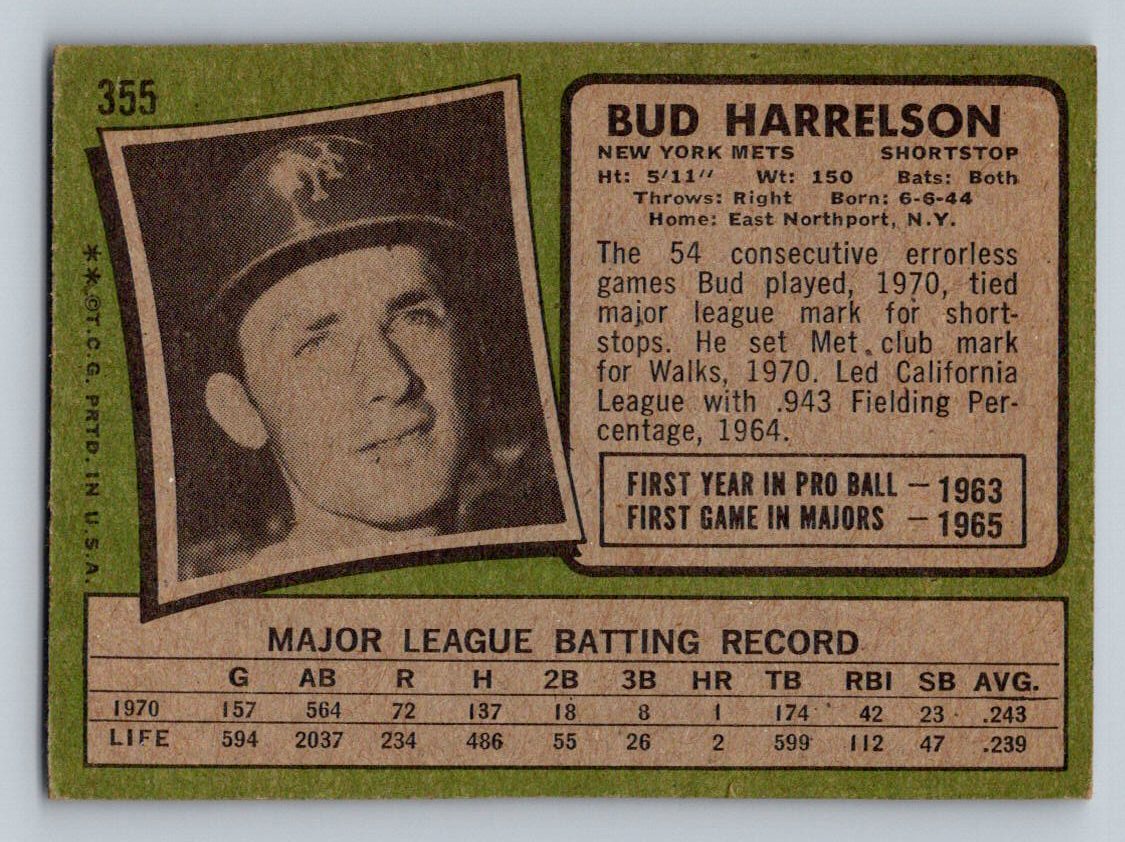 355
BUD HARRELSON
NEW YORK METS SHORTSTOP
Ht: 5'11" Wt: 150 Bats: Both
Throws: Right Born: 6-6-44
Home: East Northport, N.Y.
The 54 consecutive errorless
games Bud played, 1970, tied
major league mark for short-
stops. He set Met club mark
for Walks, 1970. Led California
League with .943 Fielding Per-
centage, 1964.
FIRST YEAR IN PRO BALL — 1963
FIRST GAME IN MAJORS — 1965
NY
**©T.C.G. PRTD. IN U.S.A.
MAJOR LEAGUE BATTING RECORD
G AB R H 2B 3B HR TB RBI SB AVG.
1970 157 564 72 137 18 8 1 174 42 23 .243
LIFE 594 2037 234 486 55 26 2 599 112 47 .239